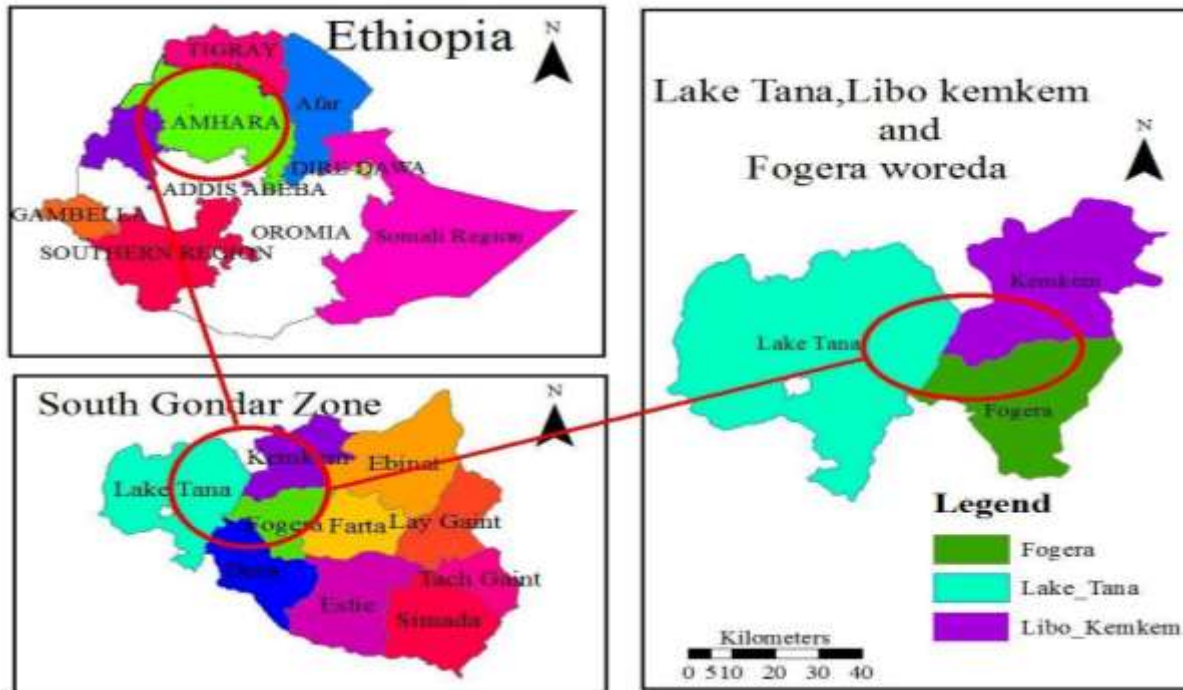 Ethiopia
N
TIGRAY
Afar
AMHARA
DIRE DAWA
ADDIS ABEBA
GAMBELLA
OROMIA
Somali Region
SOUTHERN REGION
South Gondar Zone
N
Kemkem
Ebinat
Lake Tana
Fogera
Farta
Lay Gaint
Dera
Tach Gaint
Estie
Simada
Lake Tana,Libo kemkem
and
Fogera woreda
N
Kemkem
Lake Tana
Fogera
Legend
Fogera
Lake_Tana
Libo_Kemkem
Kilometers
0 5 10 20 30 40